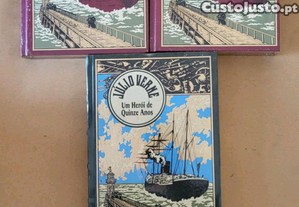 Custojusto.pt
JÚLIO VERNE
Um Herói de
Quinze Anos